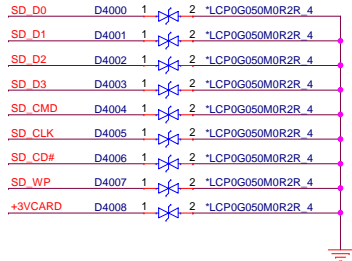 SD_D0 D4000 1 2 *LCP0G050M0R2R_4
SD_D1 D4001 1 2 *LCP0G050M0R2R_4
SD_D2 D4002 1 2 *LCP0G050M0R2R_4
SD_D3 D4003 1 2 *LCP0G050M0R2R_4
SD_CMD D4004 1 2 *LCP0G050M0R2R_4
SD_CLK D4005 1 2 *LCP0G050M0R2R_4
SD_CD# D4006 1 2 *LCP0G050M0R2R_4
SD_WP D4007 1 2 *LCP0G050M0R2R_4
+3VCARD D4008 1 2 *LCP0G050M0R2R_4